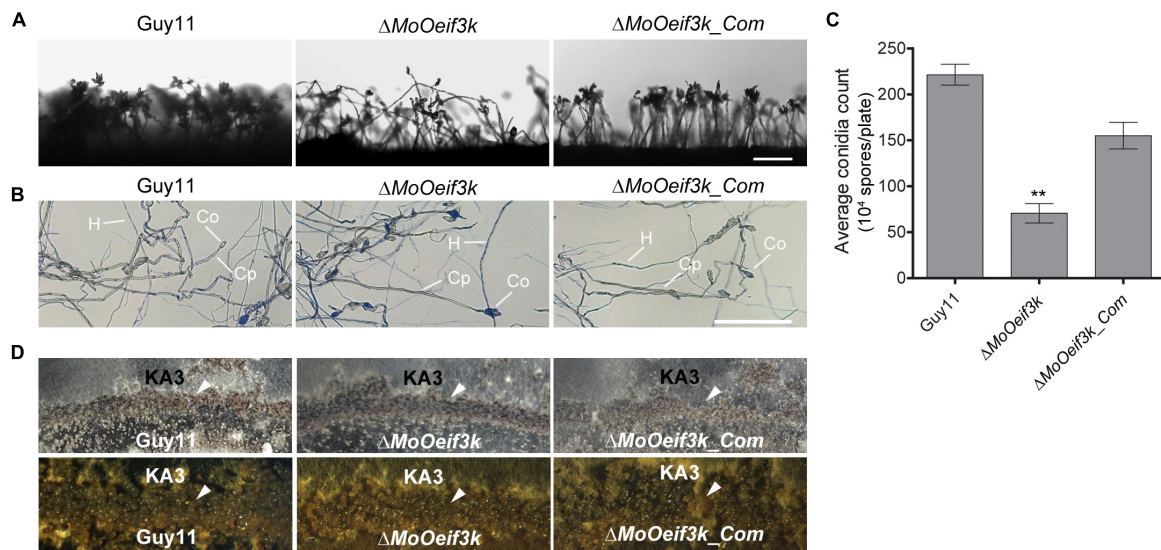 A
Guy11
ΔMoOeif3k
ΔMoOeif3k_Com
B
Guy11
ΔMoOeif3k
ΔMoOeif3k_Com
H
Co
Cp
H
Cp
Co
H
Cp
Co
C
Average conidia count
(10⁴ spores/plate)
250
200
150
100
50
0
**
Guy11
ΔMoOeif3k
ΔMoOeif3k_Com
D
KA3
KA3
KA3
Guy11
ΔMoOeif3k
ΔMoOeif3k_Com
KA3
KA3
KA3
Guy11
ΔMoOeif3k
ΔMoOeif3k_Com